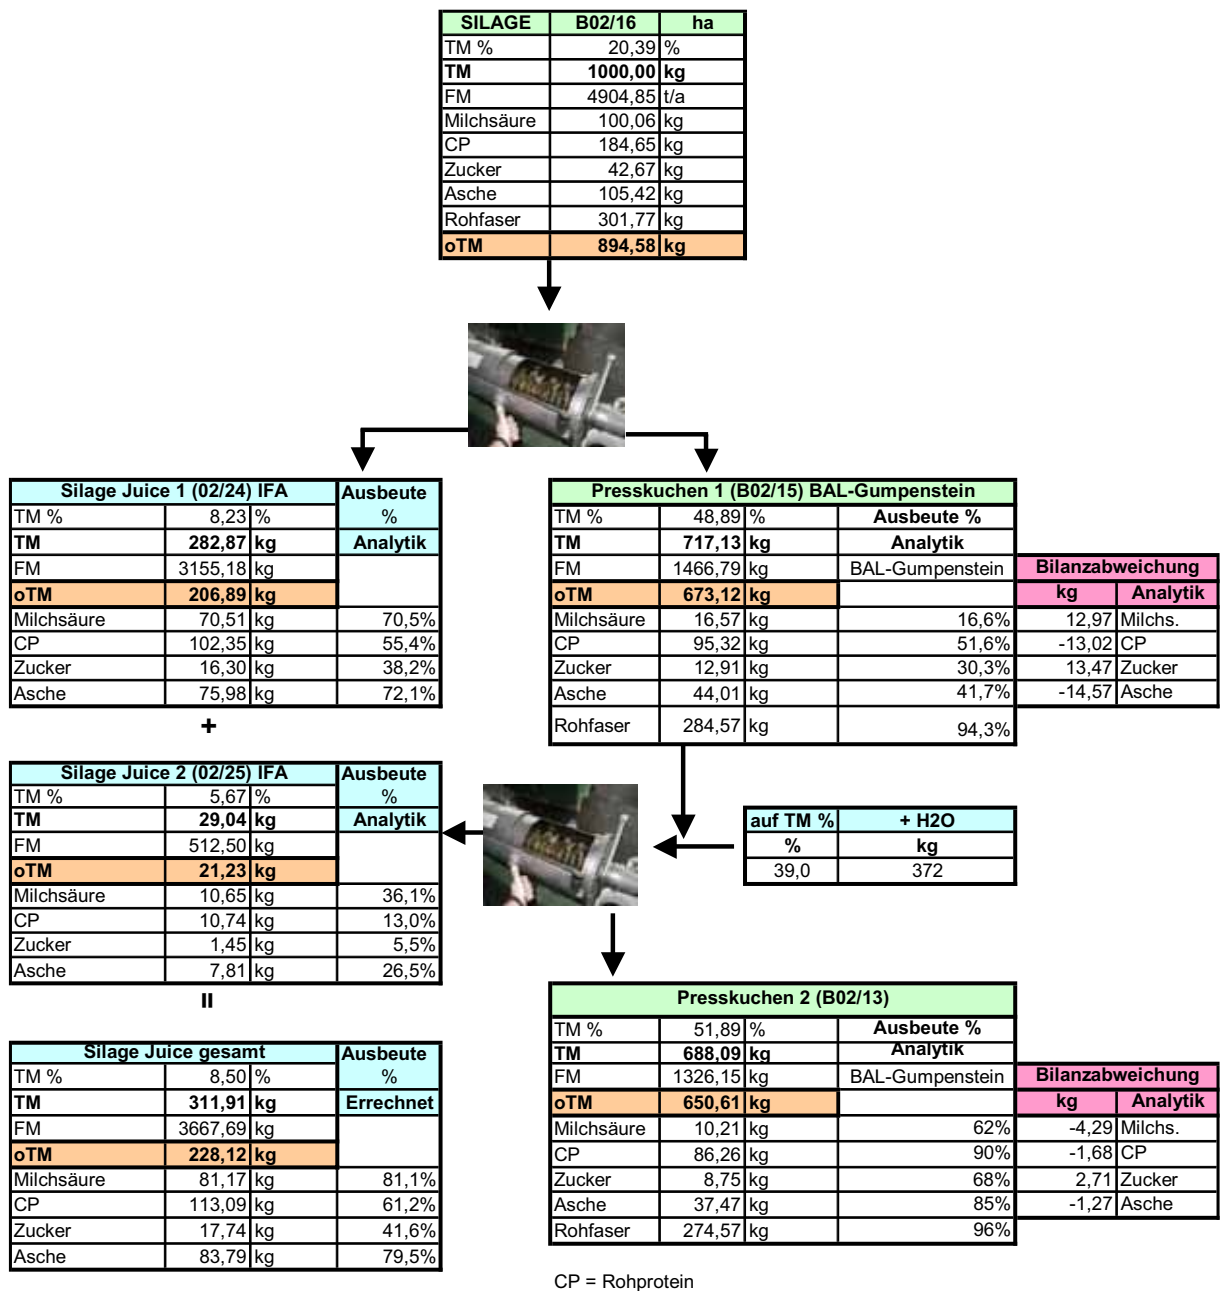 SILAGE B02/16 ha
TM % 20,39 %
TM 1000,00 kg
FM 4904,85 t/a
Milchsäure 100,06 kg
CP 184,65 kg
Zucker 42,67 kg
Asche 105,42 kg
Rohfaser 301,77 kg
oTM 894,58 kg
Silage Juice 1 (02/24) IFA Ausbeute
TM % 8,23 % %
TM 282,87 kg Analytik
FM 3155,18 kg
oTM 206,89 kg
Milchsäure 70,51 kg 70,5%
CP 102,35 kg 55,4%
Zucker 16,30 kg 38,2%
Asche 75,98 kg 72,1%
+
Presskuchen 1 (B02/15) BAL-Gumpenstein
TM % 48,89 % Ausbeute %
TM 717,13 kg Analytik
FM 1466,79 kg BAL-Gumpenstein
oTM 673,12 kg
Milchsäure 16,57 kg 16,6%
CP 95,32 kg 51,6%
Zucker 12,91 kg 30,3%
Asche 44,01 kg 41,7%
Rohfaser 284,57 kg 94,3%
Bilanzabweichung
kg Analytik
12,97 Milchs.
-13,02 CP
13,47 Zucker
-14,57 Asche
Silage Juice 2 (02/25) IFA Ausbeute
TM % 5,67 % %
TM 29,04 kg Analytik
FM 512,50 kg
oTM 21,23 kg
Milchsäure 10,65 kg 36,1%
CP 10,74 kg 13,0%
Zucker 1,45 kg 5,5%
Asche 7,81 kg 26,5%
=
auf TM % + H2O
% kg
39,0 372
Silage Juice gesamt Ausbeute
TM % 8,50 % %
TM 311,91 kg Errechnet
FM 3667,69 kg
oTM 228,12 kg
Milchsäure 81,17 kg 81,1%
CP 113,09 kg 61,2%
Zucker 17,74 kg 41,6%
Asche 83,79 kg 79,5%
Presskuchen 2 (B02/13)
TM % 51,89 % Ausbeute %
TM 688,09 kg Analytik
FM 1326,15 kg BAL-Gumpenstein
oTM 650,61 kg
Milchsäure 10,21 kg 62%
CP 86,26 kg 90%
Zucker 8,75 kg 68%
Asche 37,47 kg 85%
Rohfaser 274,57 kg 96%
Bilanzabweichung
kg Analytik
-4,29 Milchs.
-1,68 CP
2,71 Zucker
-1,27 Asche
CP = Rohprotein